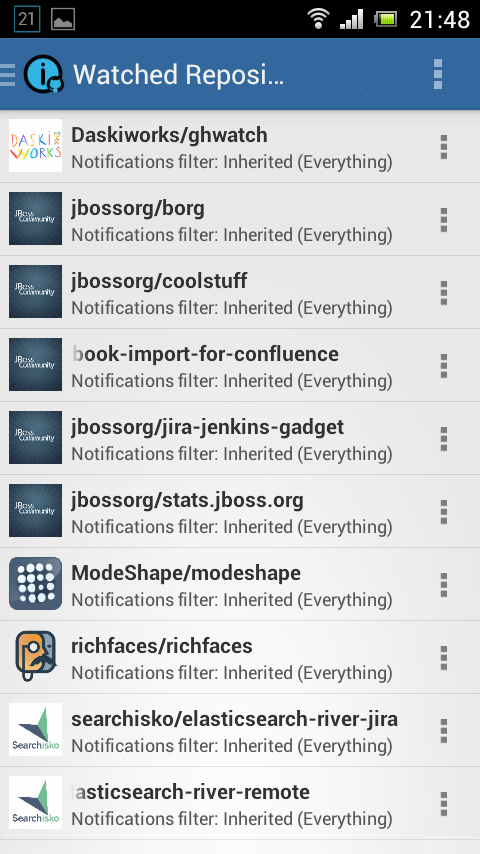 21
21:48
Watched Reposi...
DASKI
WORKS
Daskiworks/ghwatch
Notifications filter: Inherited (Everything)
JBoss
Community
jbossorg/borg
Notifications filter: Inherited (Everything)
JBoss
Community
jbossorg/coolstuff
Notifications filter: Inherited (Everything)
JBoss
Community
book-import-for-confluence
Notifications filter: Inherited (Everything)
JBoss
Community
jbossorg/jira-jenkins-gadget
Notifications filter: Inherited (Everything)
JBoss
Community
jbossorg/stats.jboss.org
Notifications filter: Inherited (Everything)
ModeShape/modeshape
Notifications filter: Inherited (Everything)
richfaces/richfaces
Notifications filter: Inherited (Everything)
Searchisko
searchisko/elasticsearch-river-jira
Notifications filter: Inherited (Everything)
Searchisko
lasticsearch-river-remote
Notifications filter: Inherited (Everything)